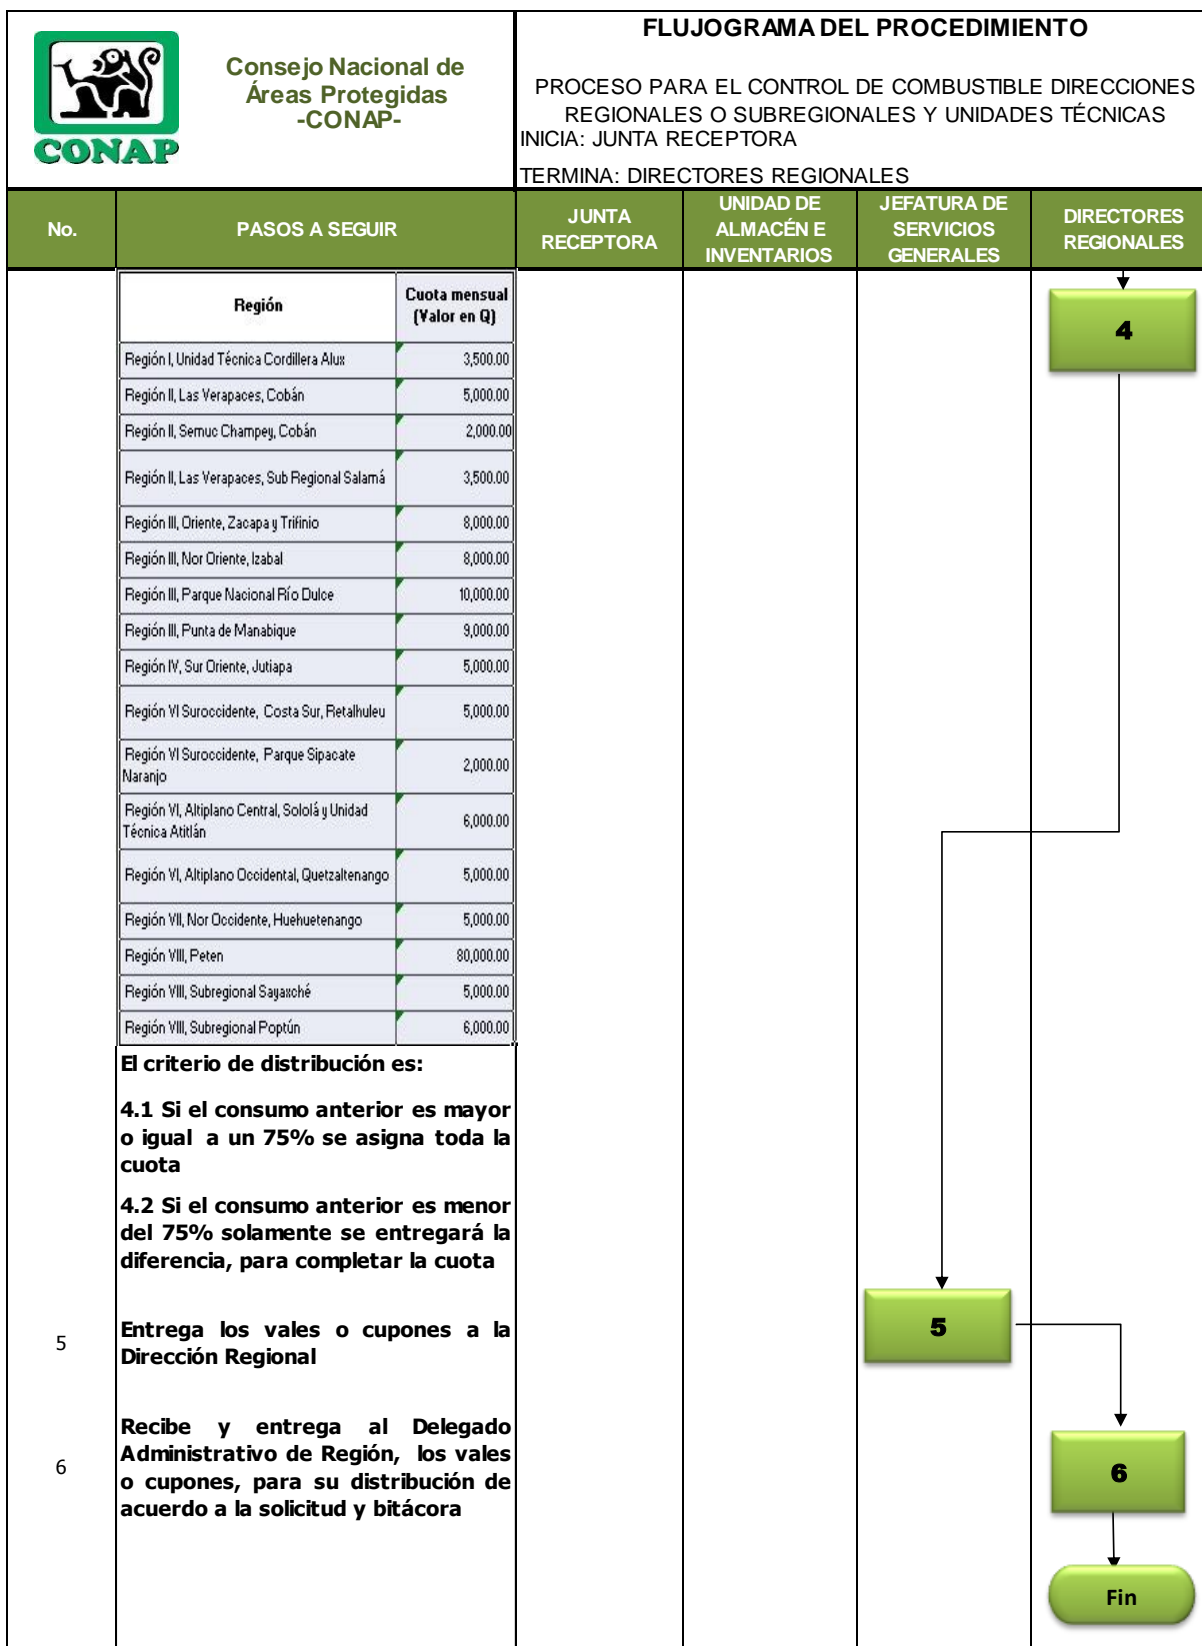 CONAP
Consejo Nacional de
Áreas Protegidas
-CONAP-
FLUJOGRAMA DEL PROCEDIMIENTO
PROCESO PARA EL CONTROL DE COMBUSTIBLE DIRECCIONES
REGIONALES O SUBREGIONALES Y UNIDADES TÉCNICAS
INICIA: JUNTA RECEPTORA
TERMINA: DIRECTORES REGIONALES
No.
PASOS A SEGUIR
JUNTA
RECEPTORA
UNIDAD DE
ALMACÉN E
INVENTARIOS
JEFATURA DE
SERVICIOS
GENERALES
DIRECTORES
REGIONALES
Región
Cuota mensual
(Valor en Q)
Región I, Unidad Técnica Cordillera Alux 3,500.00
Región II, Las Verapaces, Cobán 5,000.00
Región II, Semuc Champey, Cobán 2,000.00
Región II, Las Verapaces, Sub Regional Salamá 3,500.00
Región III, Oriente, Zacapa y Trifinio 8,000.00
Región III, Nor Oriente, Izabal 8,000.00
Región III, Parque Nacional Río Dulce 10,000.00
Región III, Punta de Manabique 9,000.00
Región IV, Sur Oriente, Jutiapa 5,000.00
Región VI Suroccidente, Costa Sur, Retalhuleu 5,000.00
Región VI Suroccidente, Parque Sipacate
Naranjo 2,000.00
Región VI, Altiplano Central, Sololá y Unidad
Técnica Atitlán 6,000.00
Región VI, Altiplano Occidental, Quetzaltenango 5,000.00
Región VII, Nor Occidente, Huehuetenango 5,000.00
Región VIII, Peten 80,000.00
Región VIII, Subregional Sayaxché 5,000.00
Región VIII, Subregional Poptún 6,000.00
4
El criterio de distribución es:
4.1 Si el consumo anterior es mayor
o igual a un 75% se asigna toda la
cuota
4.2 Si el consumo anterior es menor
del 75% solamente se entregará la
diferencia, para completar la cuota
5
Entrega los vales o cupones a la
Dirección Regional
5
6
Recibe y entrega al Delegado
Administrativo de Región, los vales
o cupones, para su distribución de
acuerdo a la solicitud y bitácora
6
Fin